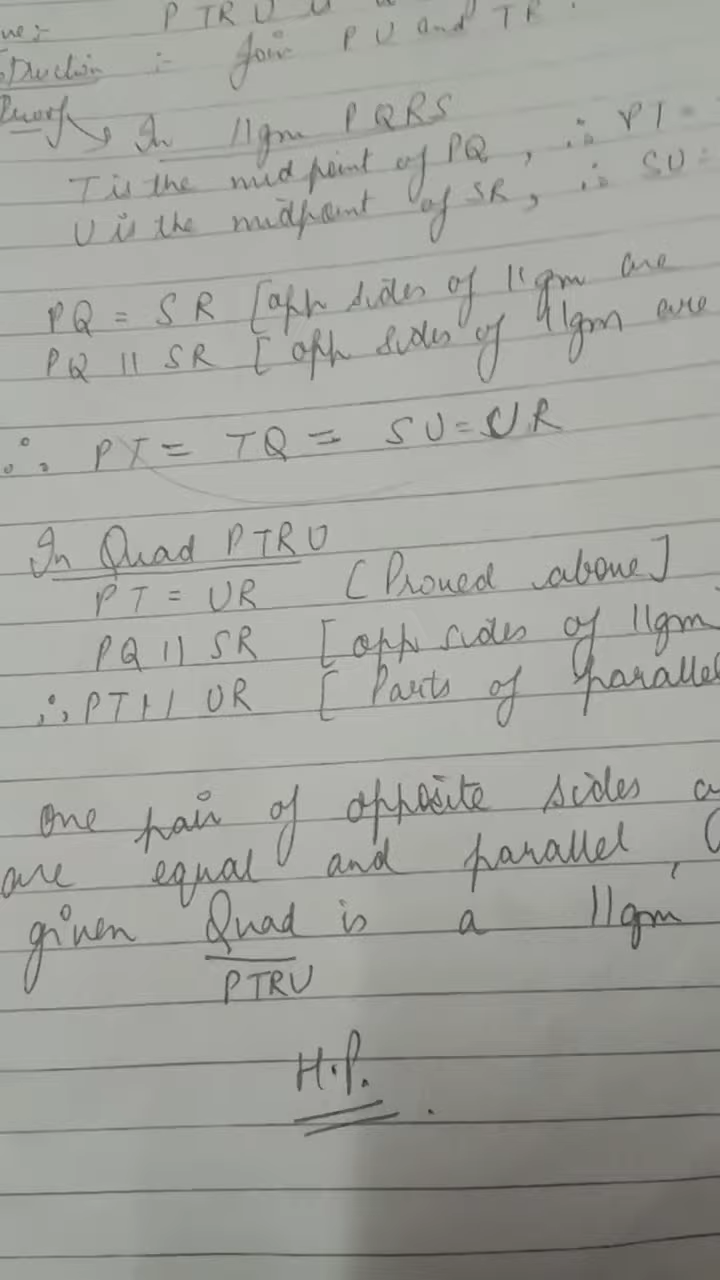 PTRU
:- Join PU and TR
Proof → In ||gm PQRS
T is the mid point of PQ, ∴ PT =
U is the midpoint of SR, ∴ SU =
PQ = SR [opp sides of ||gm are
PQ || SR [opp sides of ||gm are
∴ PT = TQ = SU = UR
In Quad PTRU
PT = UR [Proved above]
PQ || SR [opp sides of ||gm
∴ PT || UR [Parts of parallel
One pair of opposite sides
are equal and parallel,
given Quad is a ||gm
PTRU
H.P.